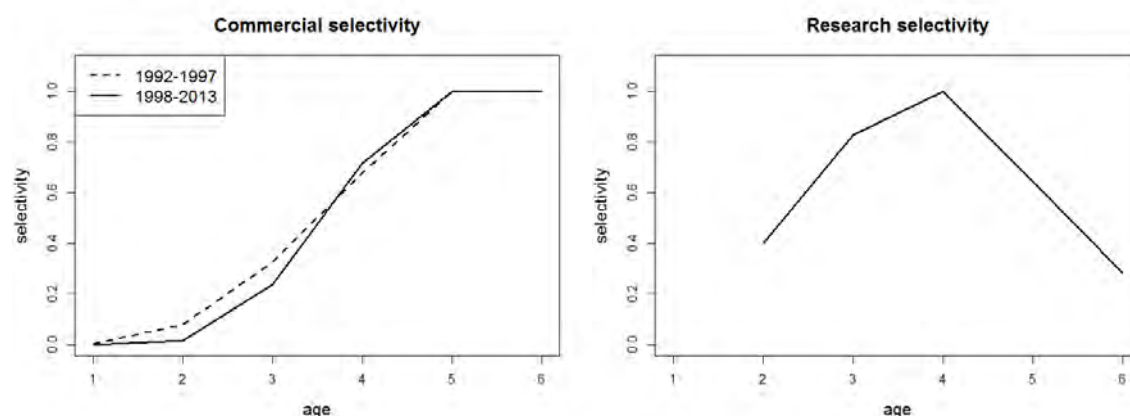 Commercial selectivity
1992-1997
1998-2013
selectivity
0.0 0.2 0.4 0.6 0.8 1.0
1 2 3 4 5 6
age
Research selectivity
selectivity
0.0 0.2 0.4 0.6 0.8 1.0
1 2 3 4 5 6
age